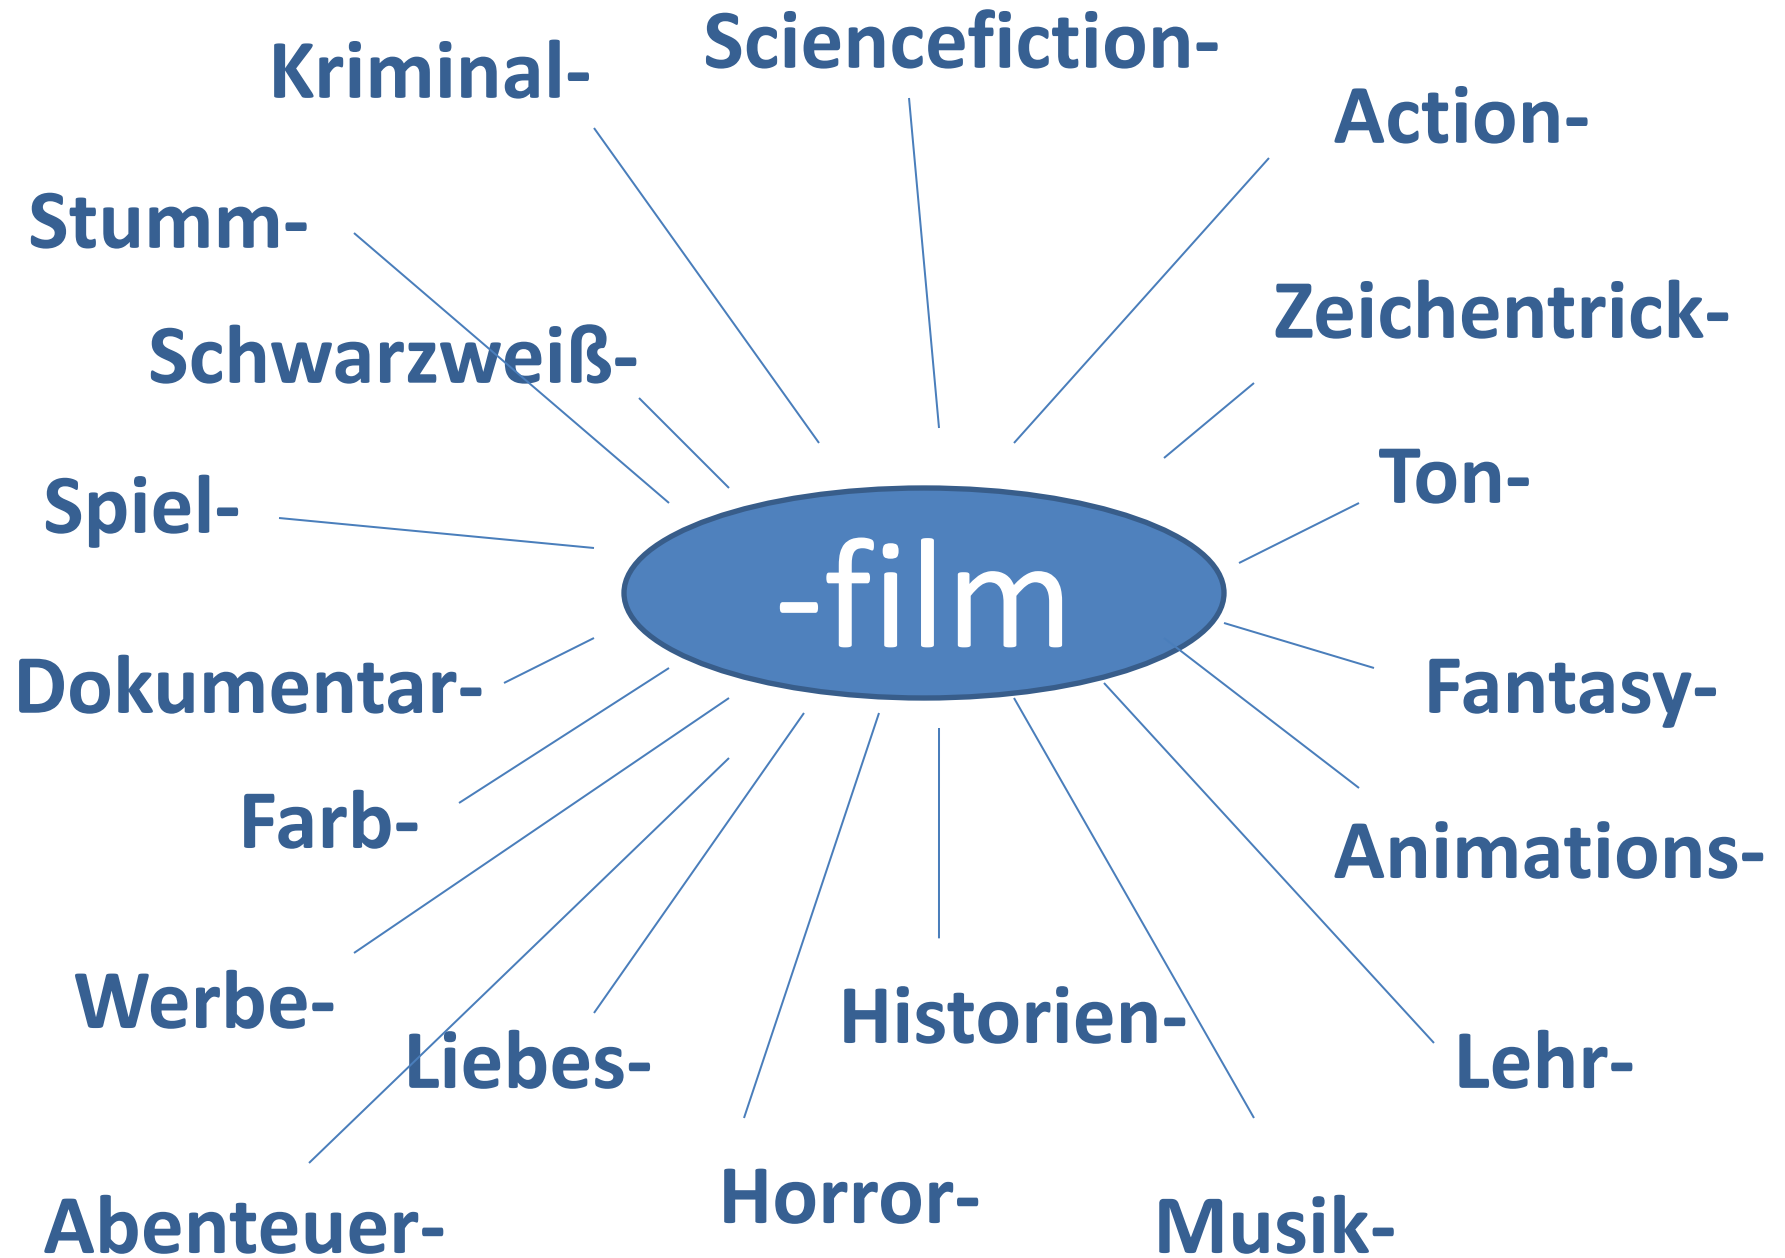 Sciencefiction-
Kriminal-
Action-
Stumm-
Zeichentrick-
Schwarzweiß-
Ton-
Spiel-
-film
Dokumentar-
Fantasy-
Farb-
Animations-
Werbe-
Historien-
Liebes-
Lehr-
Horror-
Abenteuer-
Musik-